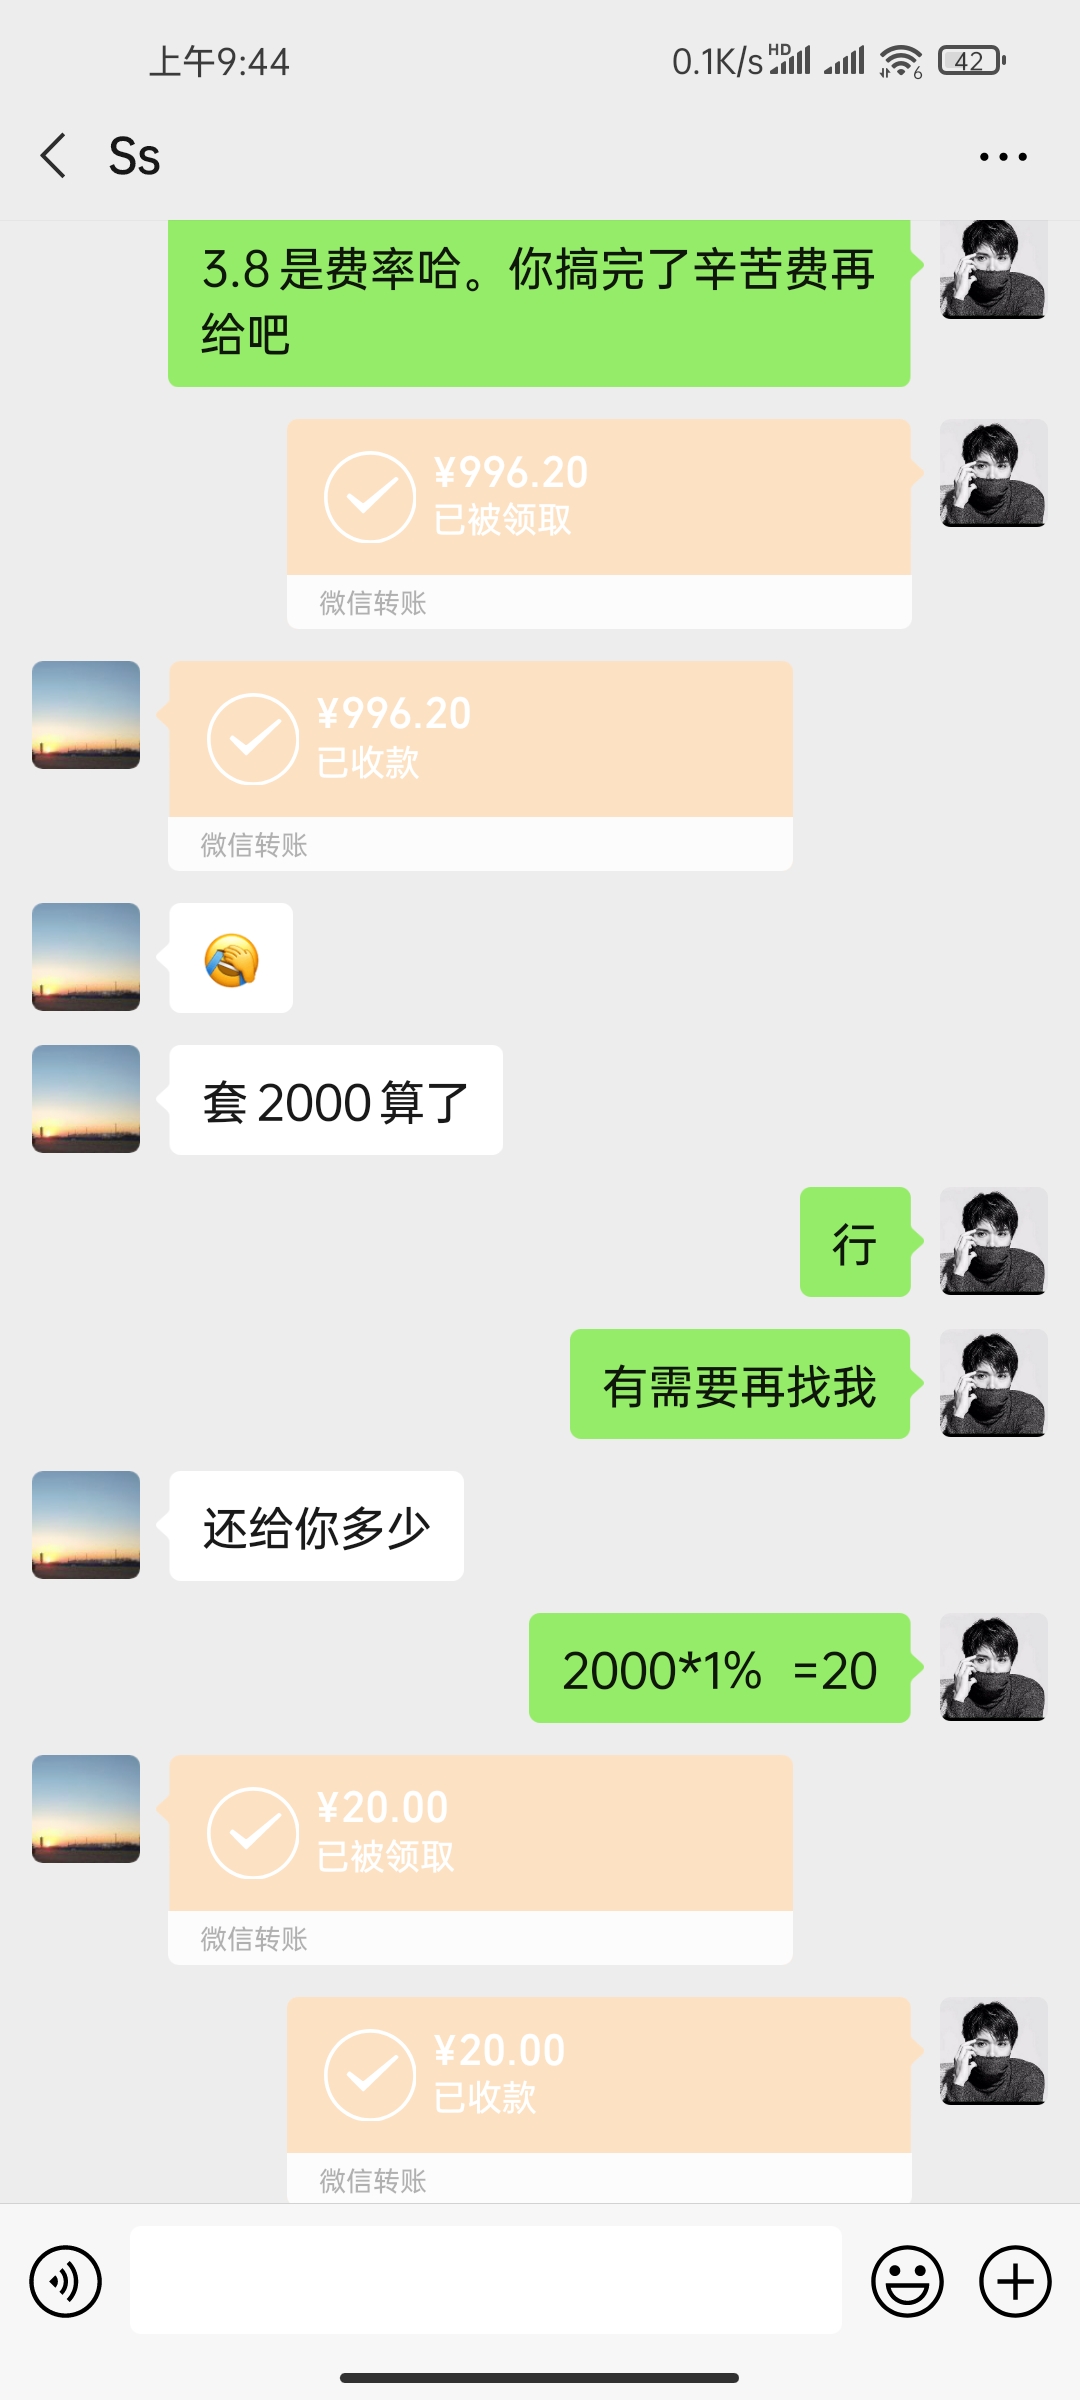 上午9:44
0.1K/s HD 6 42
Ss
3.8是费率哈。你搞完了辛苦费再
给吧
¥996.20
已被领取
微信转账
¥996.20
已收款
微信转账
套2000算了
行
有需要再找我
还给你多少
2000*1% =20
¥20.00
已被领取
微信转账
¥20.00
已收款
微信转账